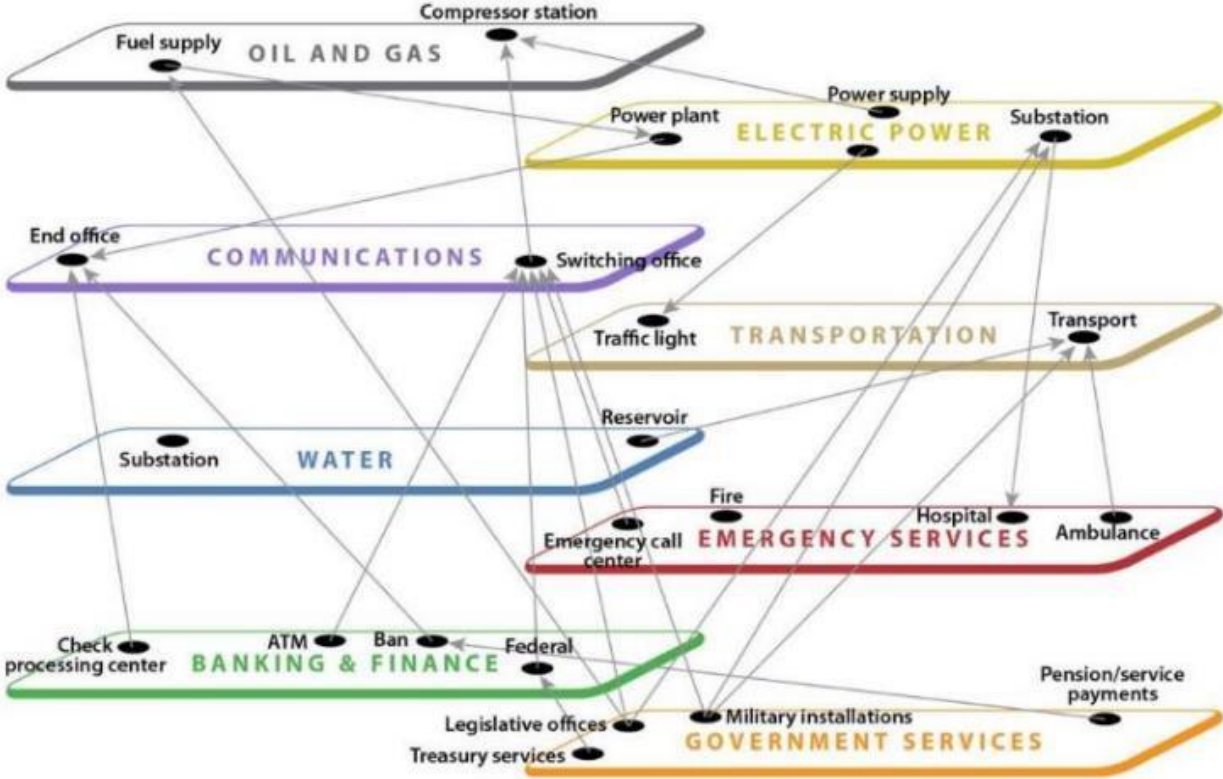 Compressor station
Fuel supply
OIL AND GAS
Power supply
Power plant
Substation
ELECTRIC POWER
End office
COMMUNICATIONS
Switching office
Transport
Traffic light
TRANSPORTATION
Reservoir
Substation
WATER
Fire
Hospital
Emergency call
center
EMERGENCY SERVICES
Ambulance
Check
processing center
ATM
Ban
Federal
BANKING & FINANCE
Pension/service
payments
Legislative offices
Military installations
GOVERNMENT SERVICES
Treasury services